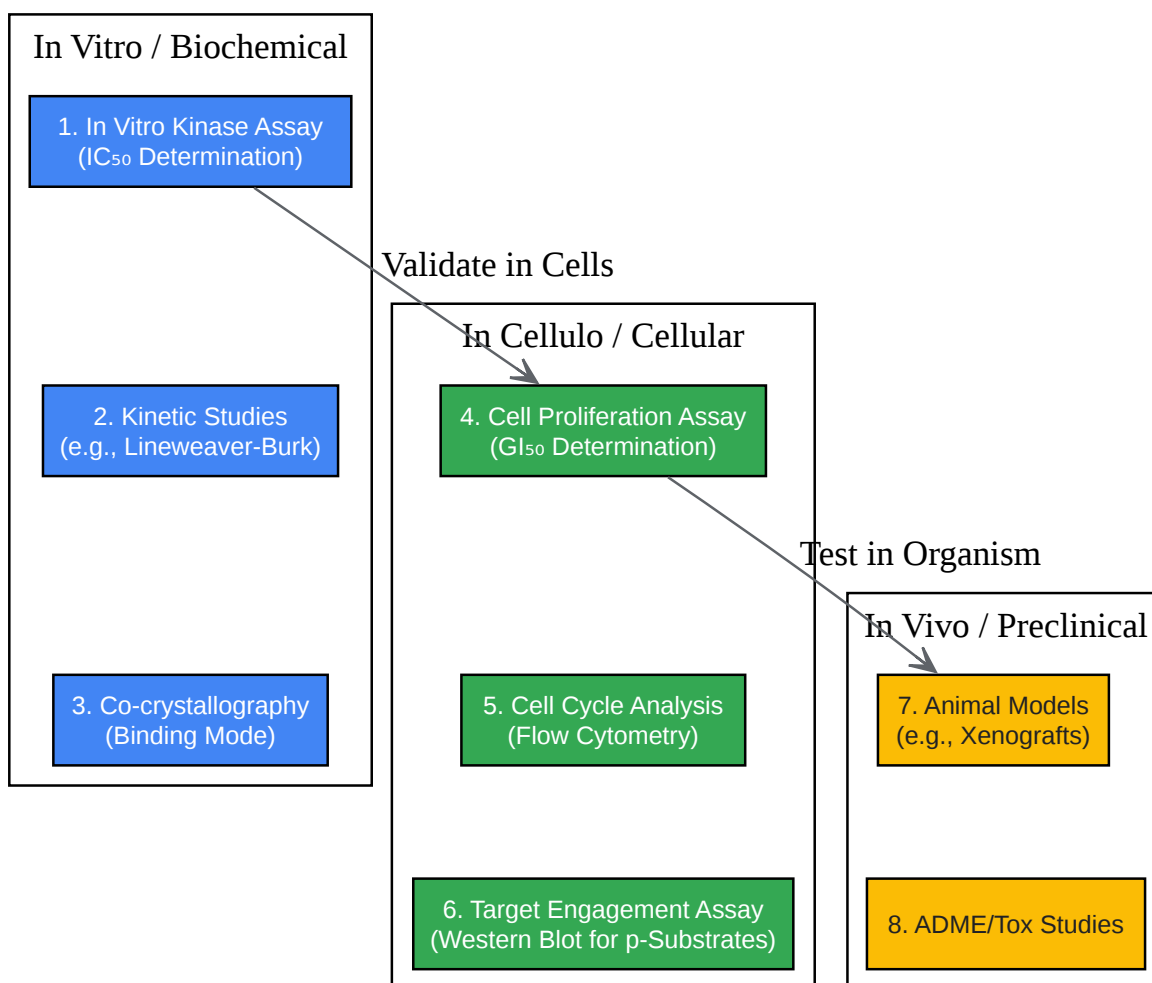 In Vitro / Biochemical
1. In Vitro Kinase Assay
(IC₅₀ Determination)
Validate in Cells
In Cellulo / Cellular
2. Kinetic Studies
(e.g., Lineweaver-Burk)
4. Cell Proliferation Assay
(GI₅₀ Determination)
Test in Organism
In Vivo / Preclinical
3. Co-crystallography
(Binding Mode)
5. Cell Cycle Analysis
(Flow Cytometry)
7. Animal Models
(e.g., Xenografts)
6. Target Engagement Assay
(Western Blot for p-Substrates)
8. ADME/Tox Studies